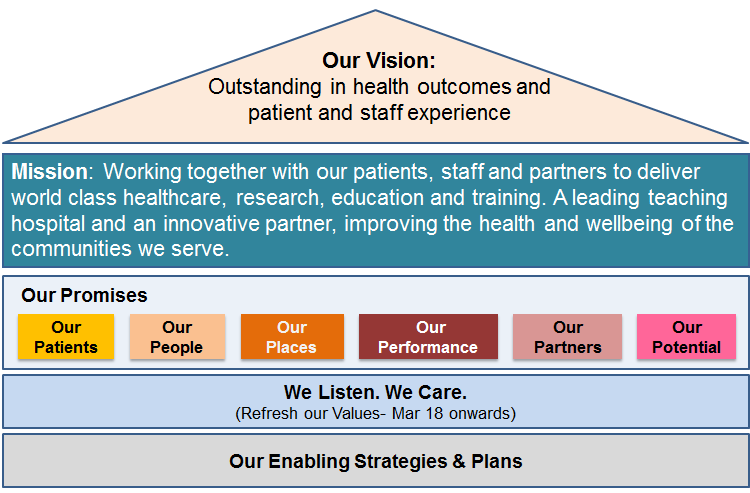 Our Vision:
Outstanding in health outcomes and
patient and staff experience
Mission: Working together with our patients, staff and partners to deliver
world class healthcare, research, education and training. A leading teaching
hospital and an innovative partner, improving the health and wellbeing of the
communities we serve.
Our Promises
Our
Patients
Our
People
Our
Places
Our
Performance
Our
Partners
Our
Potential
We Listen. We Care.
(Refresh our Values- Mar 18 onwards)
Our Enabling Strategies & Plans